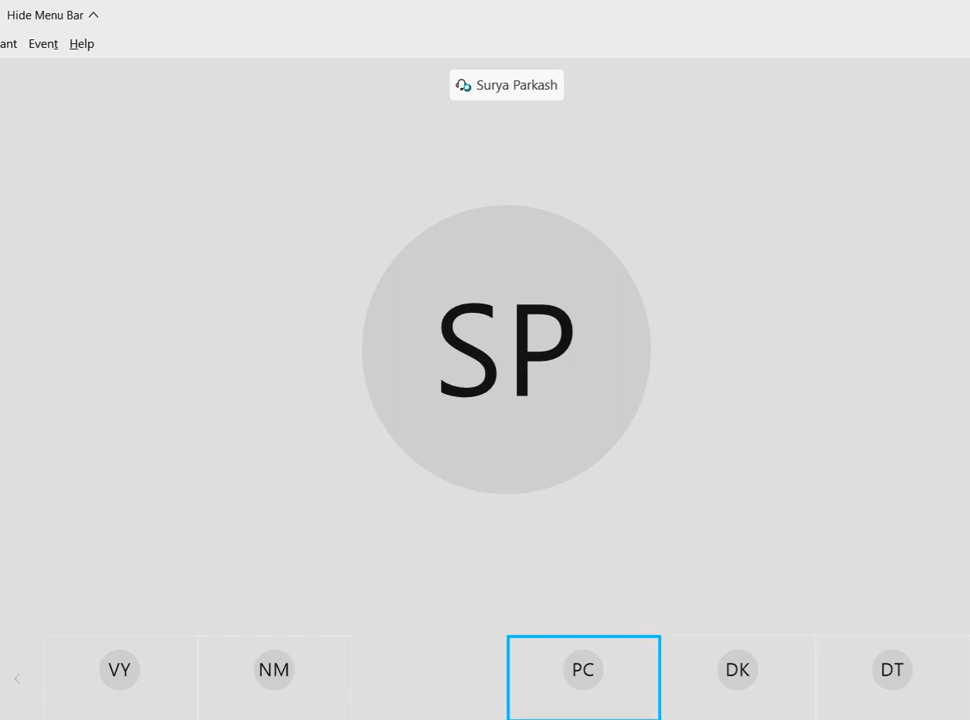 Hide Menu Bar
ant Event Help
Surya Parkash
SP
VY NM PC DK DT